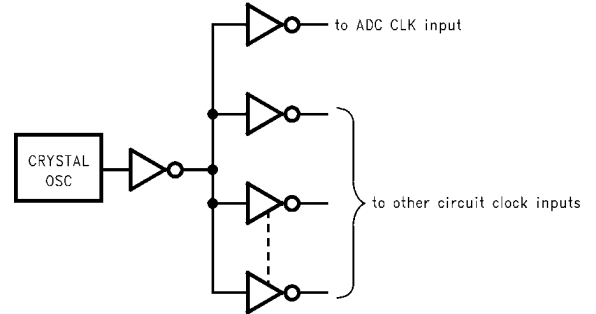 to ADC CLK input
CRYSTAL
OSC
to other circuit clock inputs